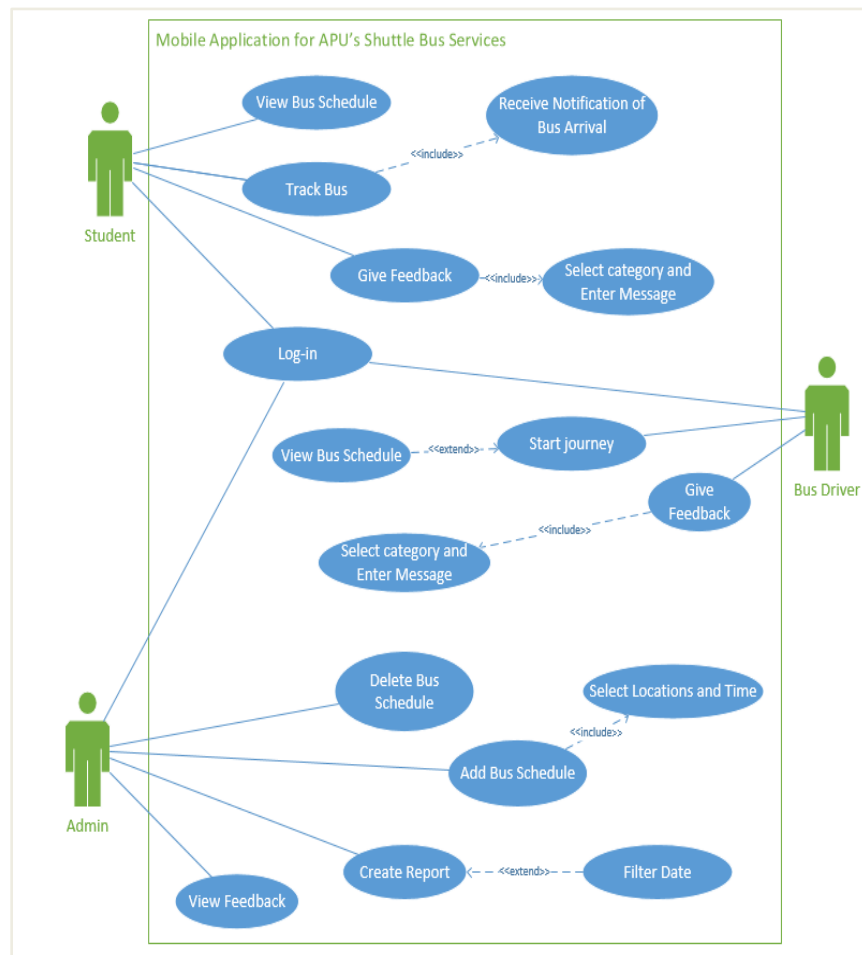 Mobile Application for APU's Shuttle Bus Services
View Bus Schedule
Receive Notification of
Bus Arrival
<<include>>
Track Bus
Student
Give Feedback
<<include>>
Select category and
Enter Message
Log-in
View Bus Schedule
<<extend>>
Start journey
Bus Driver
Give
Feedback
<<include>>
Select category and
Enter Message
Delete Bus
Schedule
Select Locations and Time
<<include>>
Add Bus Schedule
Admin
Create Report
<<extend>>
Filter Date
View Feedback